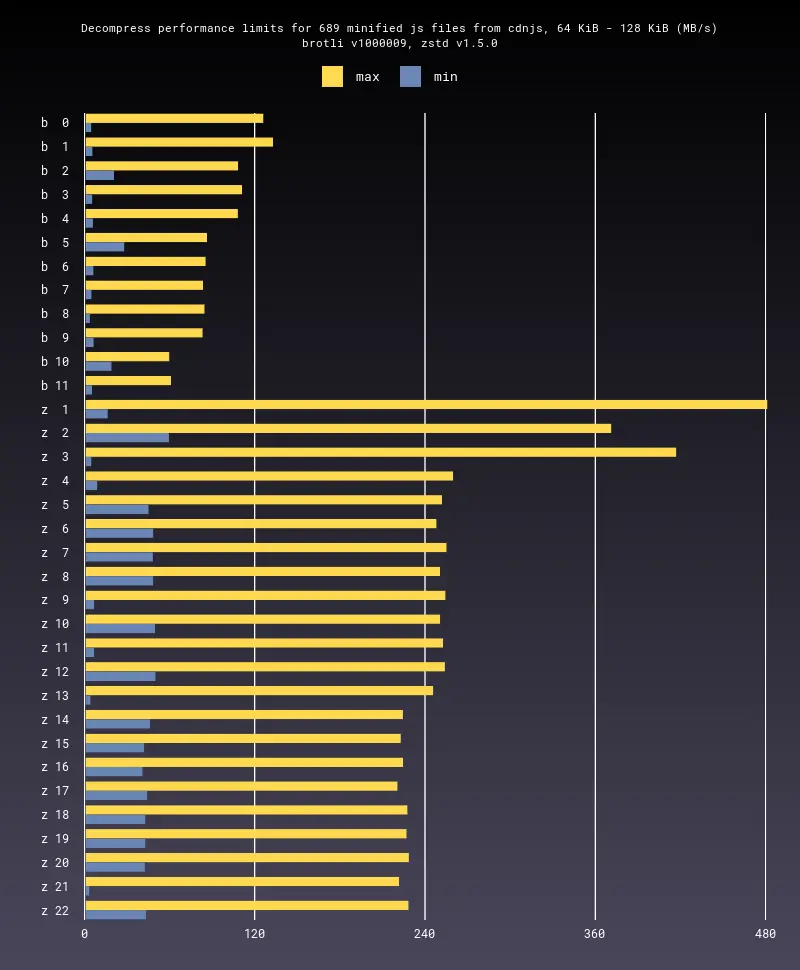 Decompress performance limits for 689 minified js files from cdnjs, 64 KiB - 128 KiB (MB/s)
brotli v1000009, zstd v1.5.0
max min
b 0
b 1
b 2
b 3
b 4
b 5
b 6
b 7
b 8
b 9
b 10
b 11
z 1
z 2
z 3
z 4
z 5
z 6
z 7
z 8
z 9
z 10
z 11
z 12
z 13
z 14
z 15
z 16
z 17
z 18
z 19
z 20
z 21
z 22
0 120 240 360 480